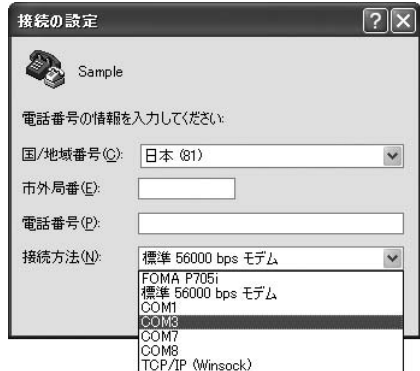 接続の設定
Sample
電話番号の情報を入力してください:
国/地域番号(C): 日本 (81)
市外局番(E):
電話番号(P):
接続方法(N): 標準 56000 bps モデム
FOMA P705i
標準 56000 bps モデム
COM1
COM3
COM7
COM8
TCP/IP (Winsock)